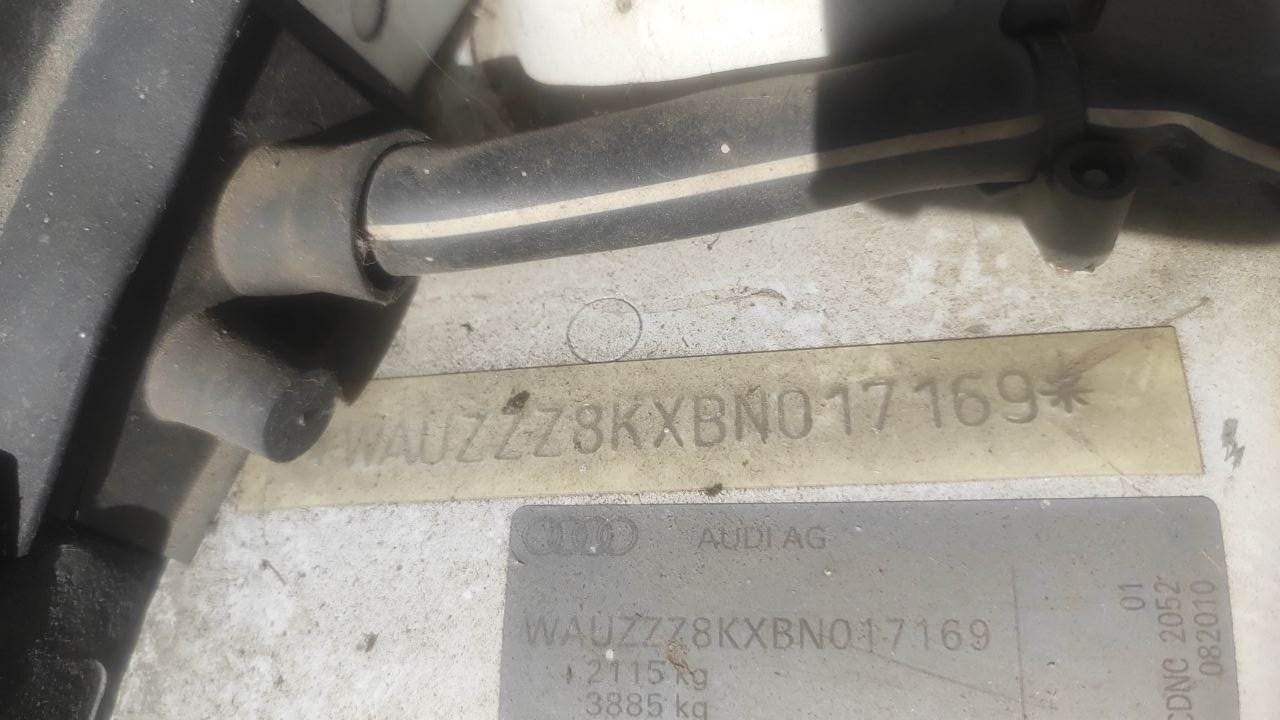 WAUZZZ8KXBN017169*
AUDI AG
WAUZZZ8KXBN017169
2115 kg
3885 kg
01
CDNC 2052
082010